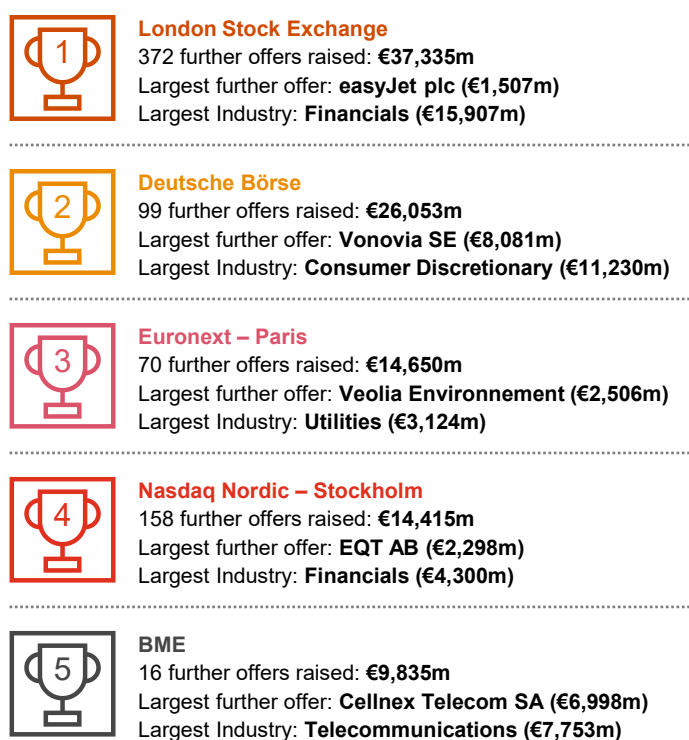 1
London Stock Exchange
372 further offers raised: €37,335m
Largest further offer: easyJet plc (€1,507m)
Largest Industry: Financials (€15,907m)
2
Deutsche Börse
99 further offers raised: €26,053m
Largest further offer: Vonovia SE (€8,081m)
Largest Industry: Consumer Discretionary (€11,230m)
3
Euronext – Paris
70 further offers raised: €14,650m
Largest further offer: Veolia Environnement (€2,506m)
Largest Industry: Utilities (€3,124m)
4
Nasdaq Nordic – Stockholm
158 further offers raised: €14,415m
Largest further offer: EQT AB (€2,298m)
Largest Industry: Financials (€4,300m)
5
BME
16 further offers raised: €9,835m
Largest further offer: Cellnex Telecom SA (€6,998m)
Largest Industry: Telecommunications (€7,753m)